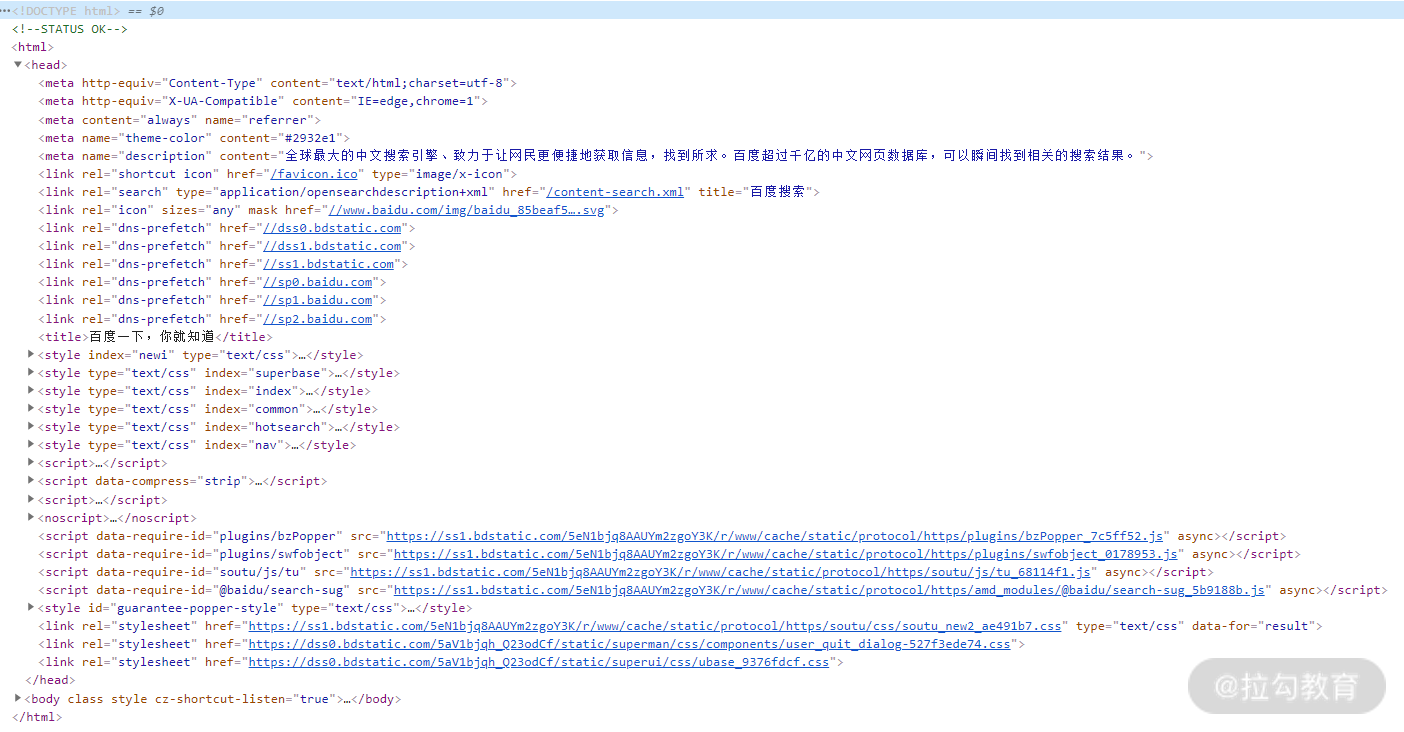 <!DOCTYPE html> == $0
<!--STATUS OK-->
<html>
<head>
<meta http-equiv="Content-Type" content="text/html;charset=utf-8">
<meta http-equiv="X-UA-Compatible" content="IE=edge,chrome=1">
<meta content="always" name="referrer">
<meta name="theme-color" content="#2932e1">
<meta name="description" content="全球最大的中文搜索引擎、致力于让网民更便捷地获取信息，找到所求。百度超过千亿的中文网页数据库，可以瞬间找到相关的搜索结果。">
<link rel="shortcut icon" href="/favicon.ico" type="image/x-icon">
<link rel="search" type="application/opensearchdescription+xml" href="/content-search.xml" title="百度搜索">
<link rel="icon" sizes="any" mask href="//www.baidu.com/img/baidu_85beaf5….svg">
<link rel="dns-prefetch" href="//dss0.bdstatic.com">
<link rel="dns-prefetch" href="//dss1.bdstatic.com">
<link rel="dns-prefetch" href="//ss1.bdstatic.com">
<link rel="dns-prefetch" href="//sp0.baidu.com">
<link rel="dns-prefetch" href="//sp1.baidu.com">
<link rel="dns-prefetch" href="//sp2.baidu.com">
<title>百度一下，你就知道</title>
<style index="newi" type="text/css">…</style>
<style type="text/css" index="superbase">…</style>
<style type="text/css" index="index">…</style>
<style type="text/css" index="common">…</style>
<style type="text/css" index="hotsearch">…</style>
<style type="text/css" index="nav">…</style>
<script>…</script>
<script data-compress="strip">…</script>
<script>…</script>
<noscript>…</noscript>
<script data-require-id="plugins/bzPopper" src="https://ss1.bdstatic.com/5eN1bjq8AAUYm2zgoY3K/r/www/cache/static/protocol/https/plugins/bzPopper_7c5ff52.js" async></script>
<script data-require-id="plugins/swfobject" src="https://ss1.bdstatic.com/5eN1bjq8AAUYm2zgoY3K/r/www/cache/static/protocol/https/plugins/swfobject_0178953.js" async></script>
<script data-require-id="soutu/js/tu" src="https://ss1.bdstatic.com/5eN1bjq8AAUYm2zgoY3K/r/www/cache/static/protocol/https/soutu/js/tu_68114f1.js" async></script>
<script data-require-id="@baidu/search-sug" src="https://ss1.bdstatic.com/5eN1bjq8AAUYm2zgoY3K/r/www/cache/static/protocol/https/amd_modules/@baidu/search-sug_5b9188b.js" async></script>
<style id="guarantee-popper-style" type="text/css">…</style>
<link rel="stylesheet" href="https://ss1.bdstatic.com/5eN1bjq8AAUYm2zgoY3K/r/www/cache/static/protocol/https/soutu/css/soutu_new2_ae491b7.css" type="text/css" data-for="result">
<link rel="stylesheet" href="https://dss0.bdstatic.com/5aV1bjqh_Q23odCf/static/superman/css/components/user_quit_dialog-527f3ede74.css">
<link rel="stylesheet" href="https://dss0.bdstatic.com/5aV1bjqh_Q23odCf/static/superui/css/ubase_9376fdcf.css">
</head>
<body class style cz-shortcut-listen="true">…</body>
</html>
@拉勾教育